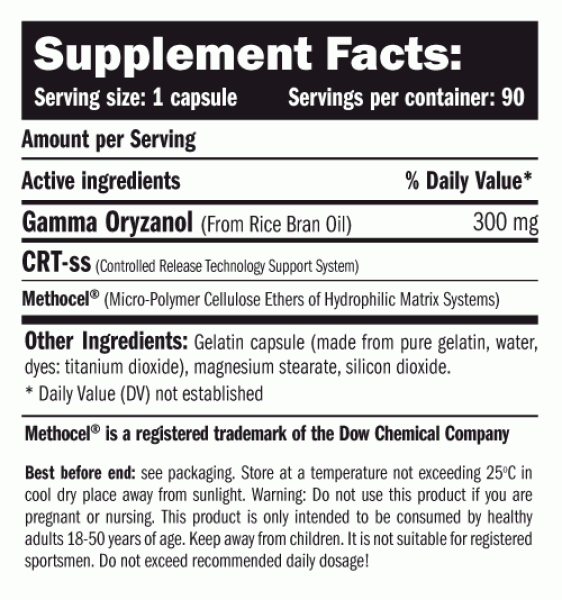 Supplement Facts:
Serving size: 1 capsule Servings per container: 90
Amount per Serving
Active ingredients % Daily Value*
Gamma Oryzanol (From Rice Bran Oil) 300 mg
CRT-ss (Controlled Release Technology Support System)
Methocel® (Micro-Polymer Cellulose Ethers of Hydrophilic Matrix Systems)
Other Ingredients: Gelatin capsule (made from pure gelatin, water,
dyes: titanium dioxide), magnesium stearate, silicon dioxide.
* Daily Value (DV) not established
Methocel® is a registered trademark of the Dow Chemical Company
Best before end: see packaging. Store at a temperature not exceeding 25ºC in
cool dry place away from sunlight. Warning: Do not use this product if you are
pregnant or nursing. This product is only intended to be consumed by healthy
adults 18-50 years of age. Keep away from children. It is not suitable for registered
sportsmen. Do not exceed recommended daily dosage!